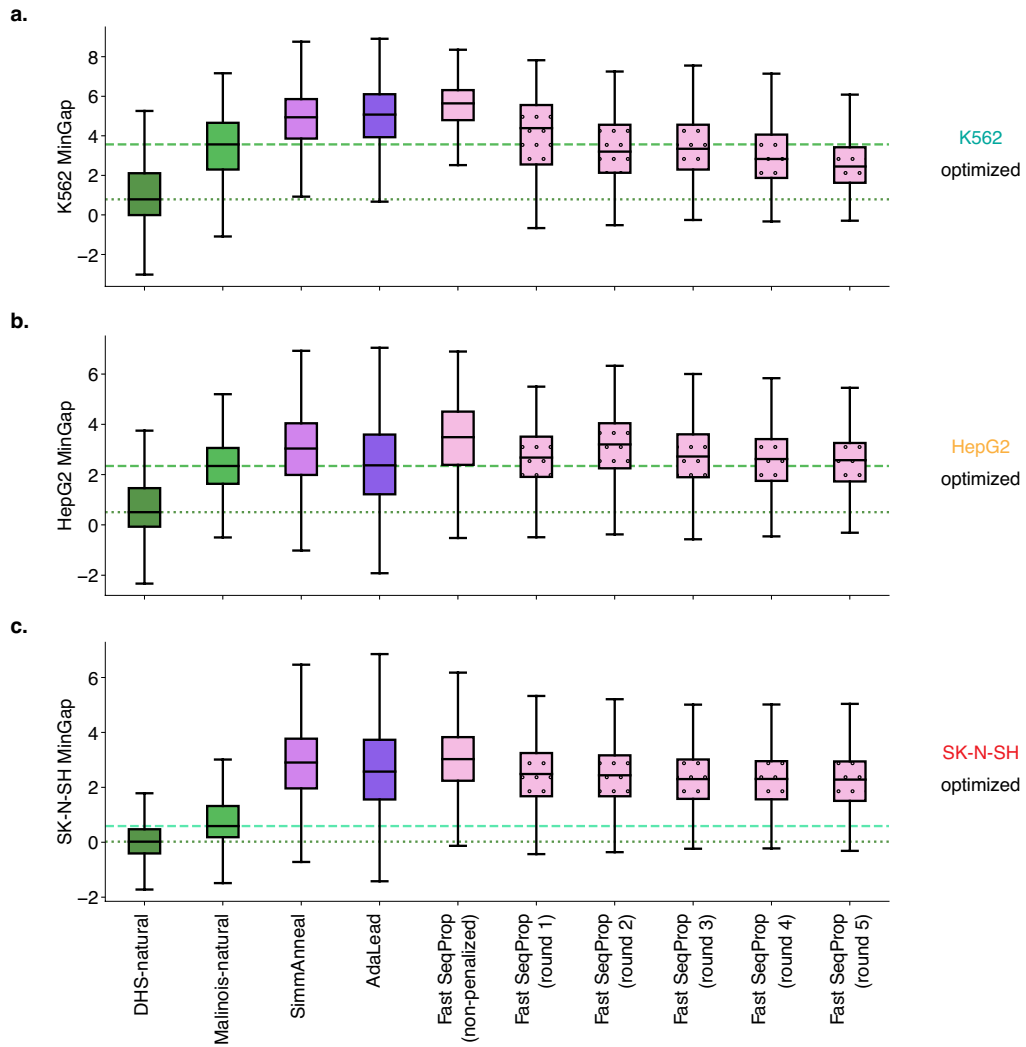 a.
K562 MinGap
8
6
4
2
0
−2
K562
optimized
b.
HepG2 MinGap
6
4
2
0
−2
HepG2
optimized
c.
SK-N-SH MinGap
6
4
2
0
−2
SK-N-SH
optimized
DHS-natural
Malinois-natural
SimmAnneal
AdaLead
Fast SeqProp
(non-penalized)
Fast SeqProp
(round 1)
Fast SeqProp
(round 2)
Fast SeqProp
(round 3)
Fast SeqProp
(round 4)
Fast SeqProp
(round 5)